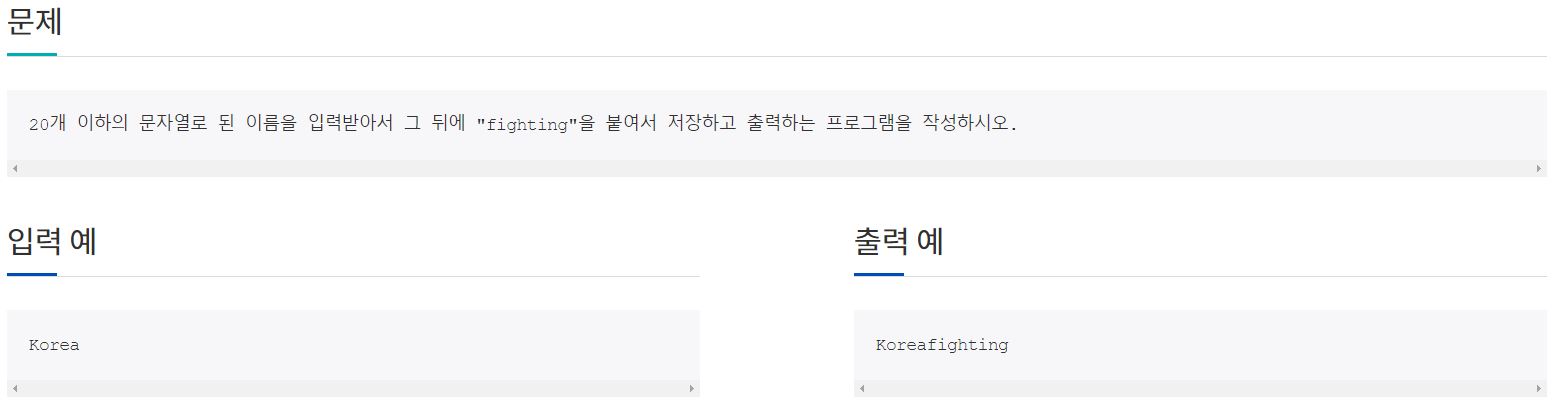 문제
20개 이하의 문자열로 된 이름을 입력받아서 그 뒤에 "fighting"을 붙여서 저장하고 출력하는 프로그램을 작성하시오.
입력 예
Korea
출력 예
Koreafighting